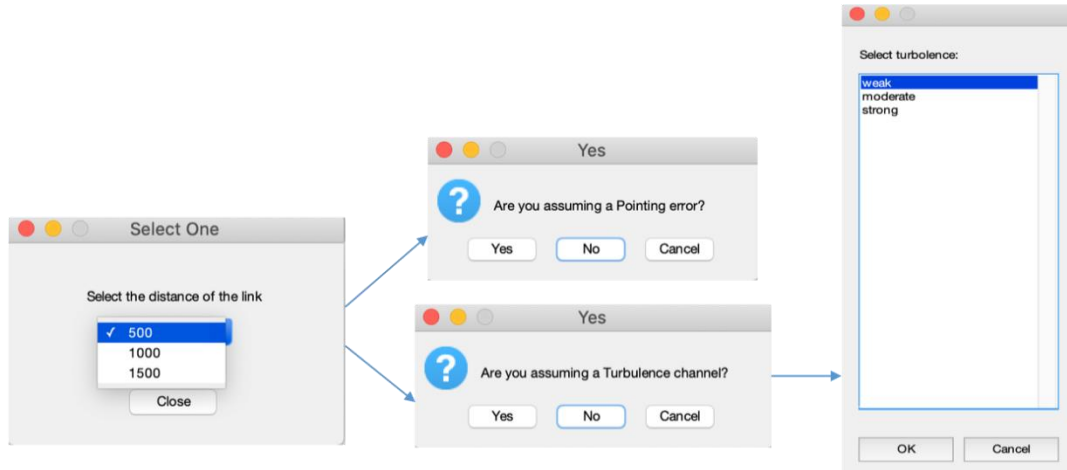 Select One
Select the distance of the link
✓ 500
1000
1500
Close
Yes
Are you assuming a Pointing error?
Yes No Cancel
Yes
Are you assuming a Turbulence channel?
Yes No Cancel
Select turbolence:
weak
moderate
strong
OK Cancel